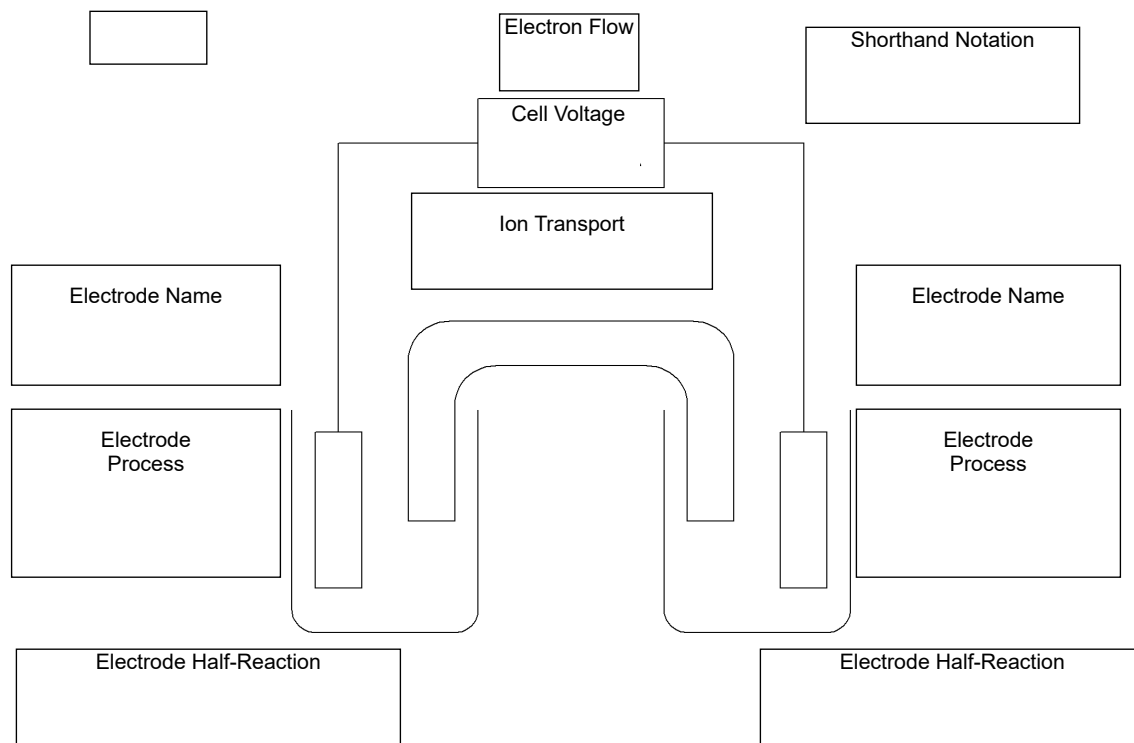 Electron Flow
Shorthand Notation
Cell Voltage
Ion Transport
Electrode Name
Electrode Name
Electrode
Process
Electrode
Process
Electrode Half-Reaction
Electrode Half-Reaction